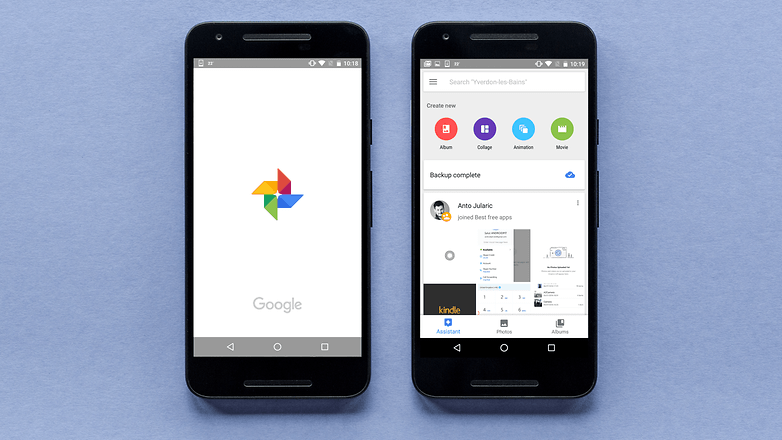 10:18
Google
10:19
Search "Yverdon-les-Bains"
Create new
Album
Collage
Animation
Movie
Backup complete
Anto Jularic
joined Best free apps
1
2
3
4
5
6
kindle
Assistant
Photos
Albums